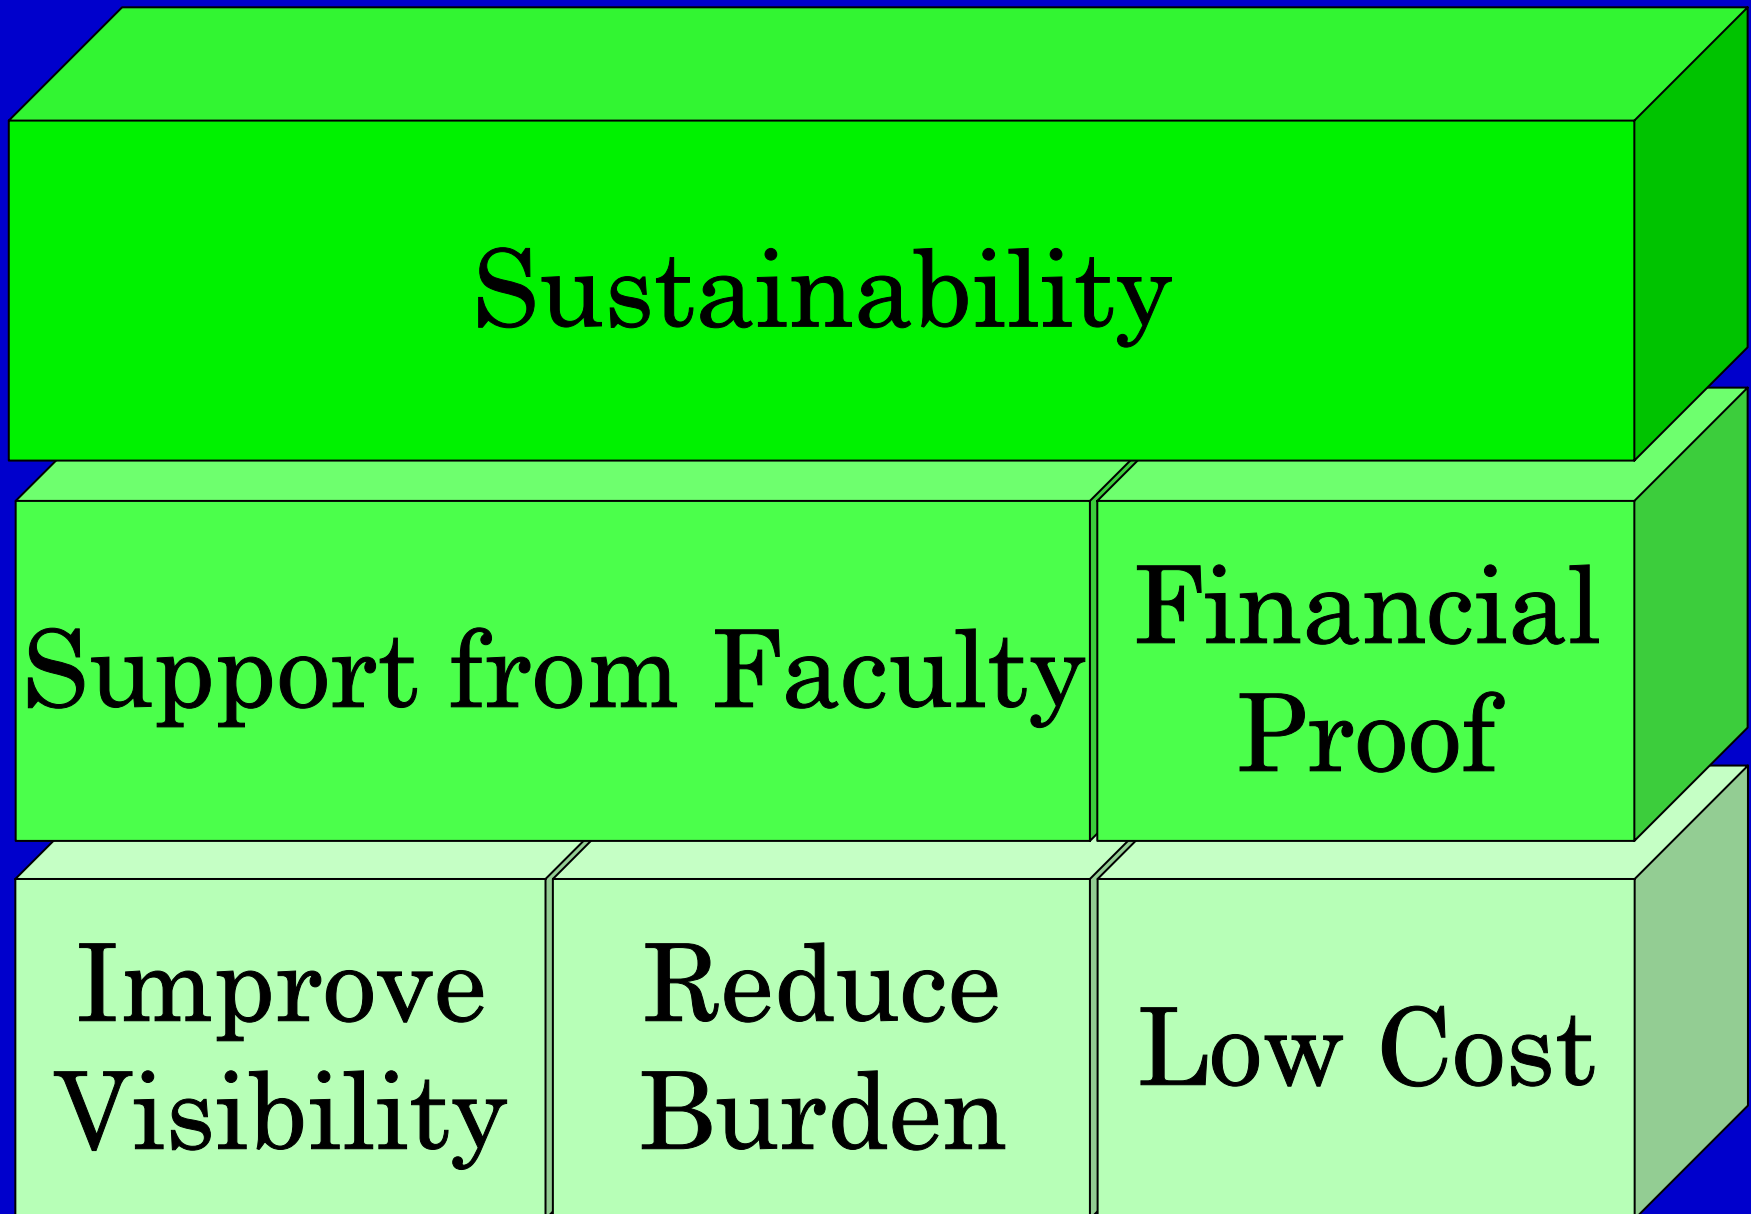 Sustainability
Support from Faculty
Financial
Proof
Improve
Visibility
Reduce
Burden
Low Cost